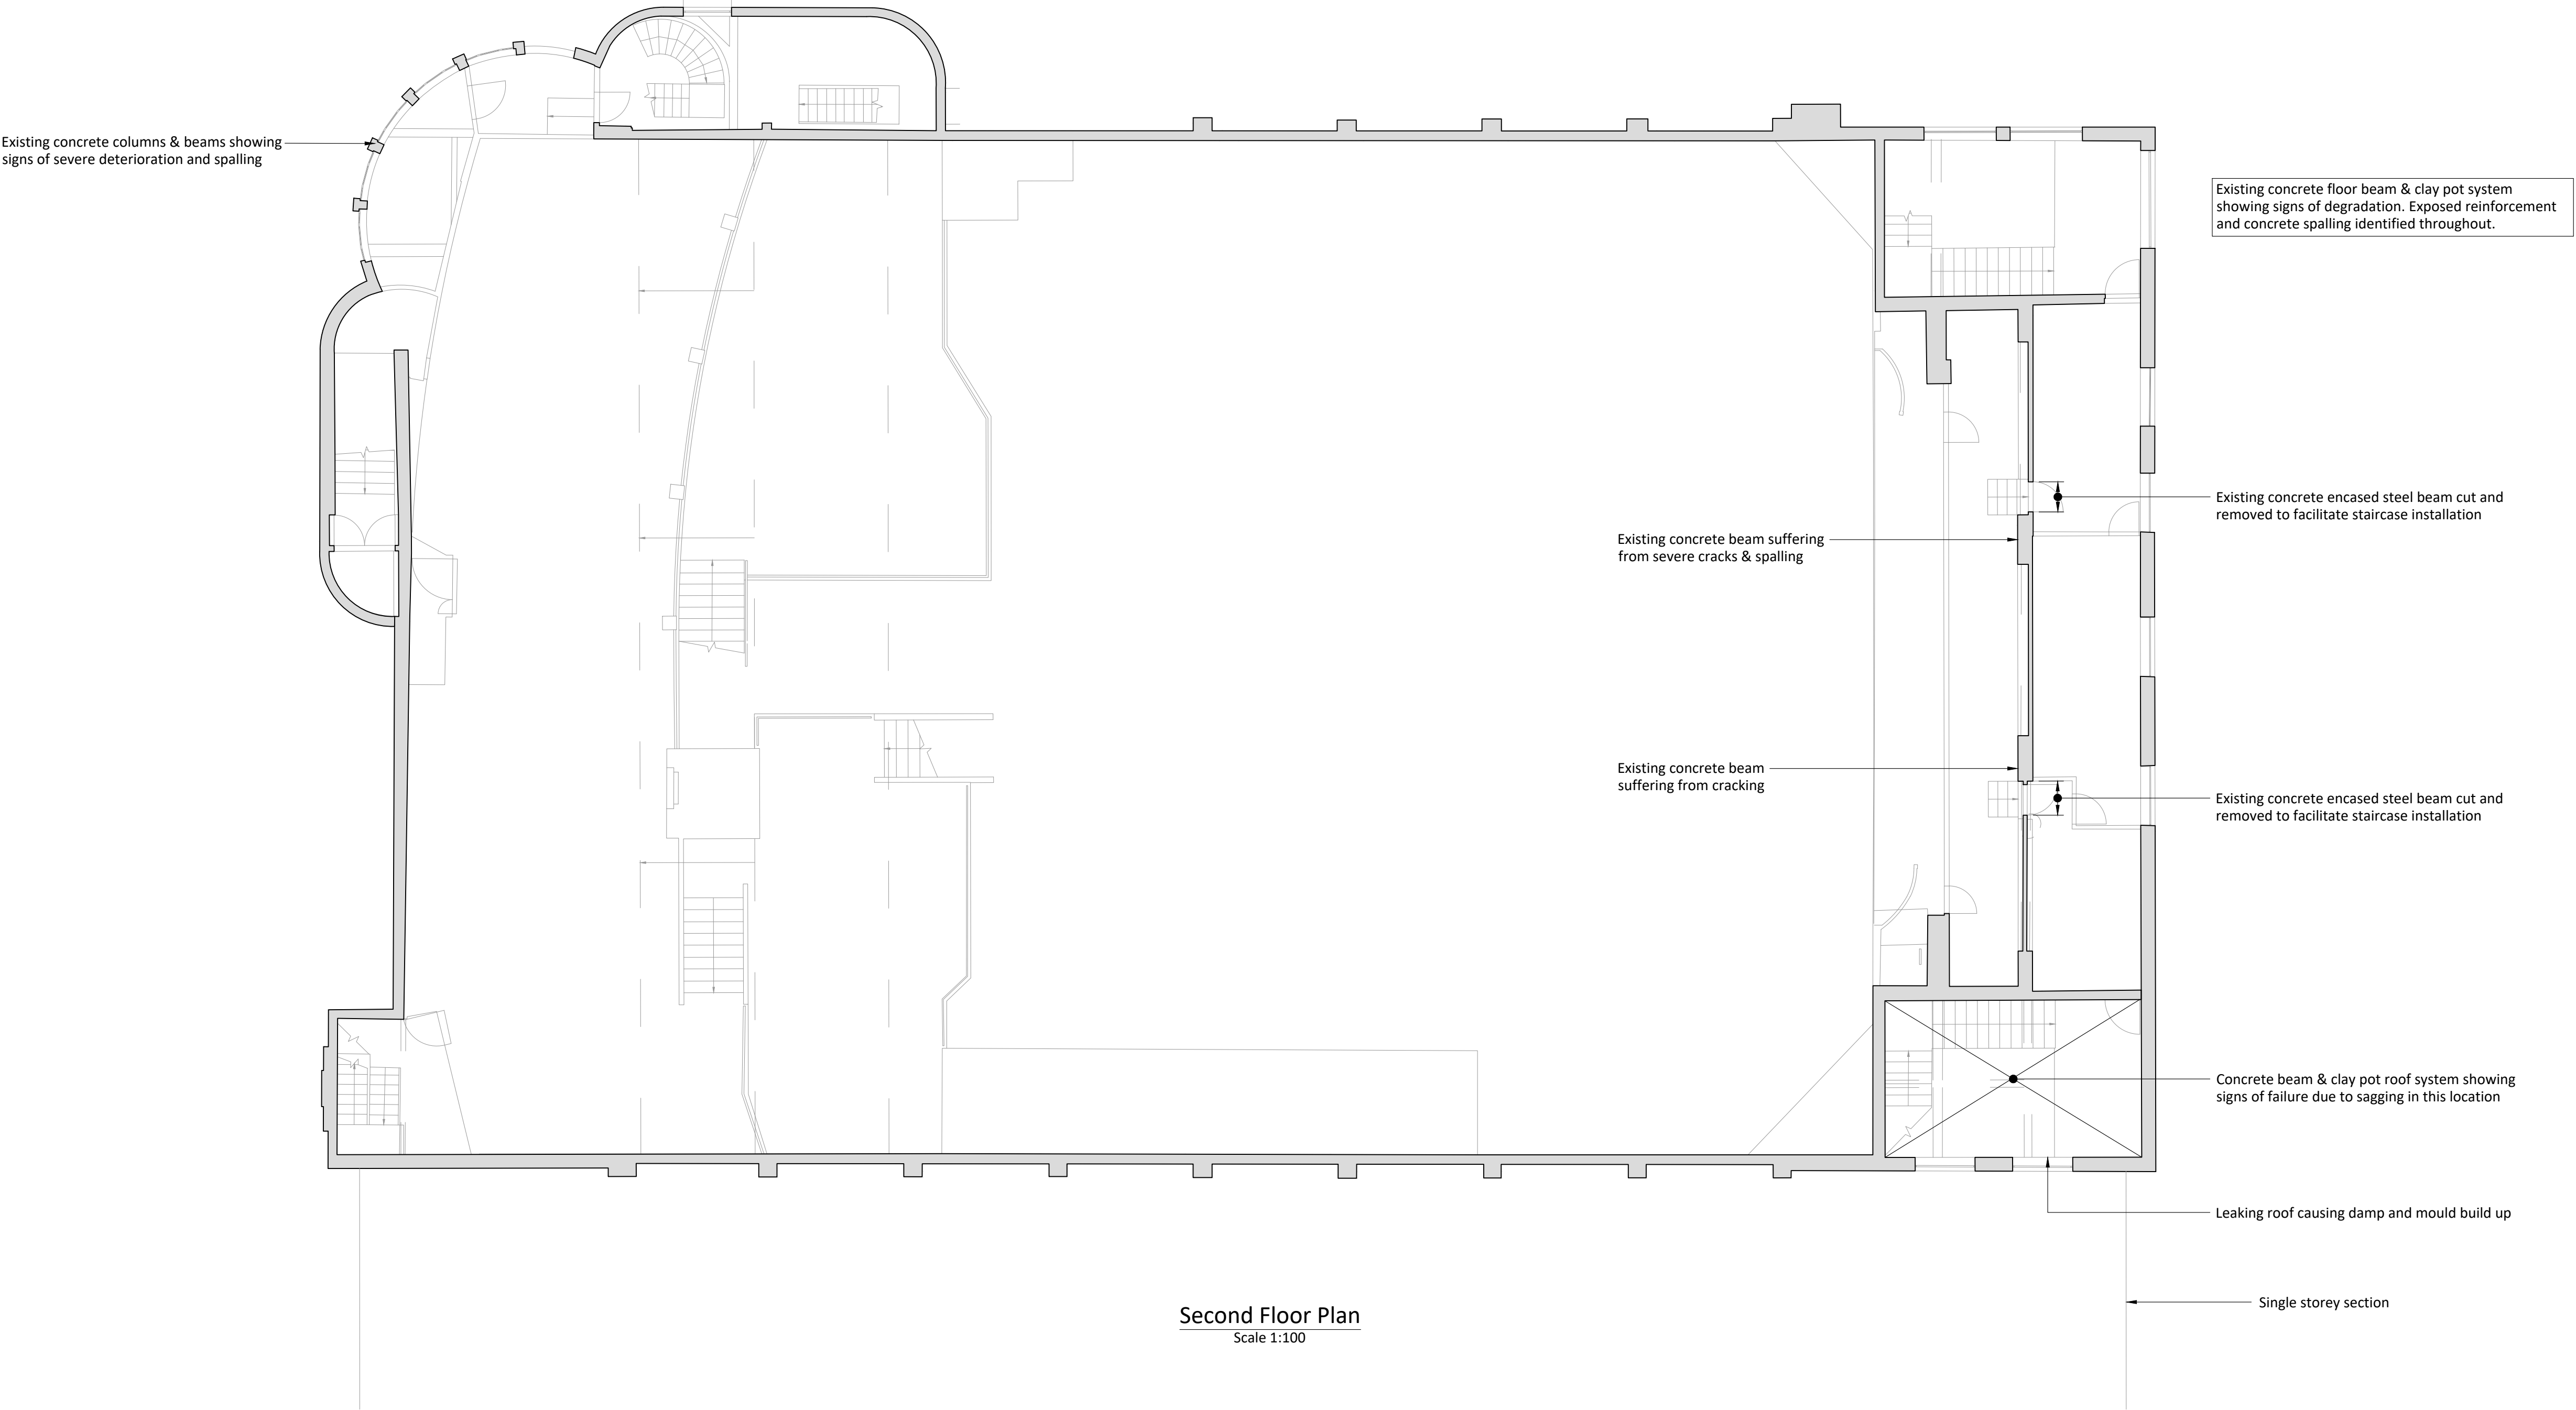 Existing concrete columns & beams showing
signs of severe deterioration and spalling
Existing concrete floor beam & clay pot system
showing signs of degradation. Exposed reinforcement
and concrete spalling identified throughout.
Existing concrete encased steel beam cut and
removed to facilitate staircase installation
Existing concrete beam suffering
from severe cracks & spalling
Existing concrete beam
suffering from cracking
Existing concrete encased steel beam cut and
removed to facilitate staircase installation
Concrete beam & clay pot roof system showing
signs of failure due to sagging in this location
Leaking roof causing damp and mould build up
Single storey section
Second Floor Plan
Scale 1:100